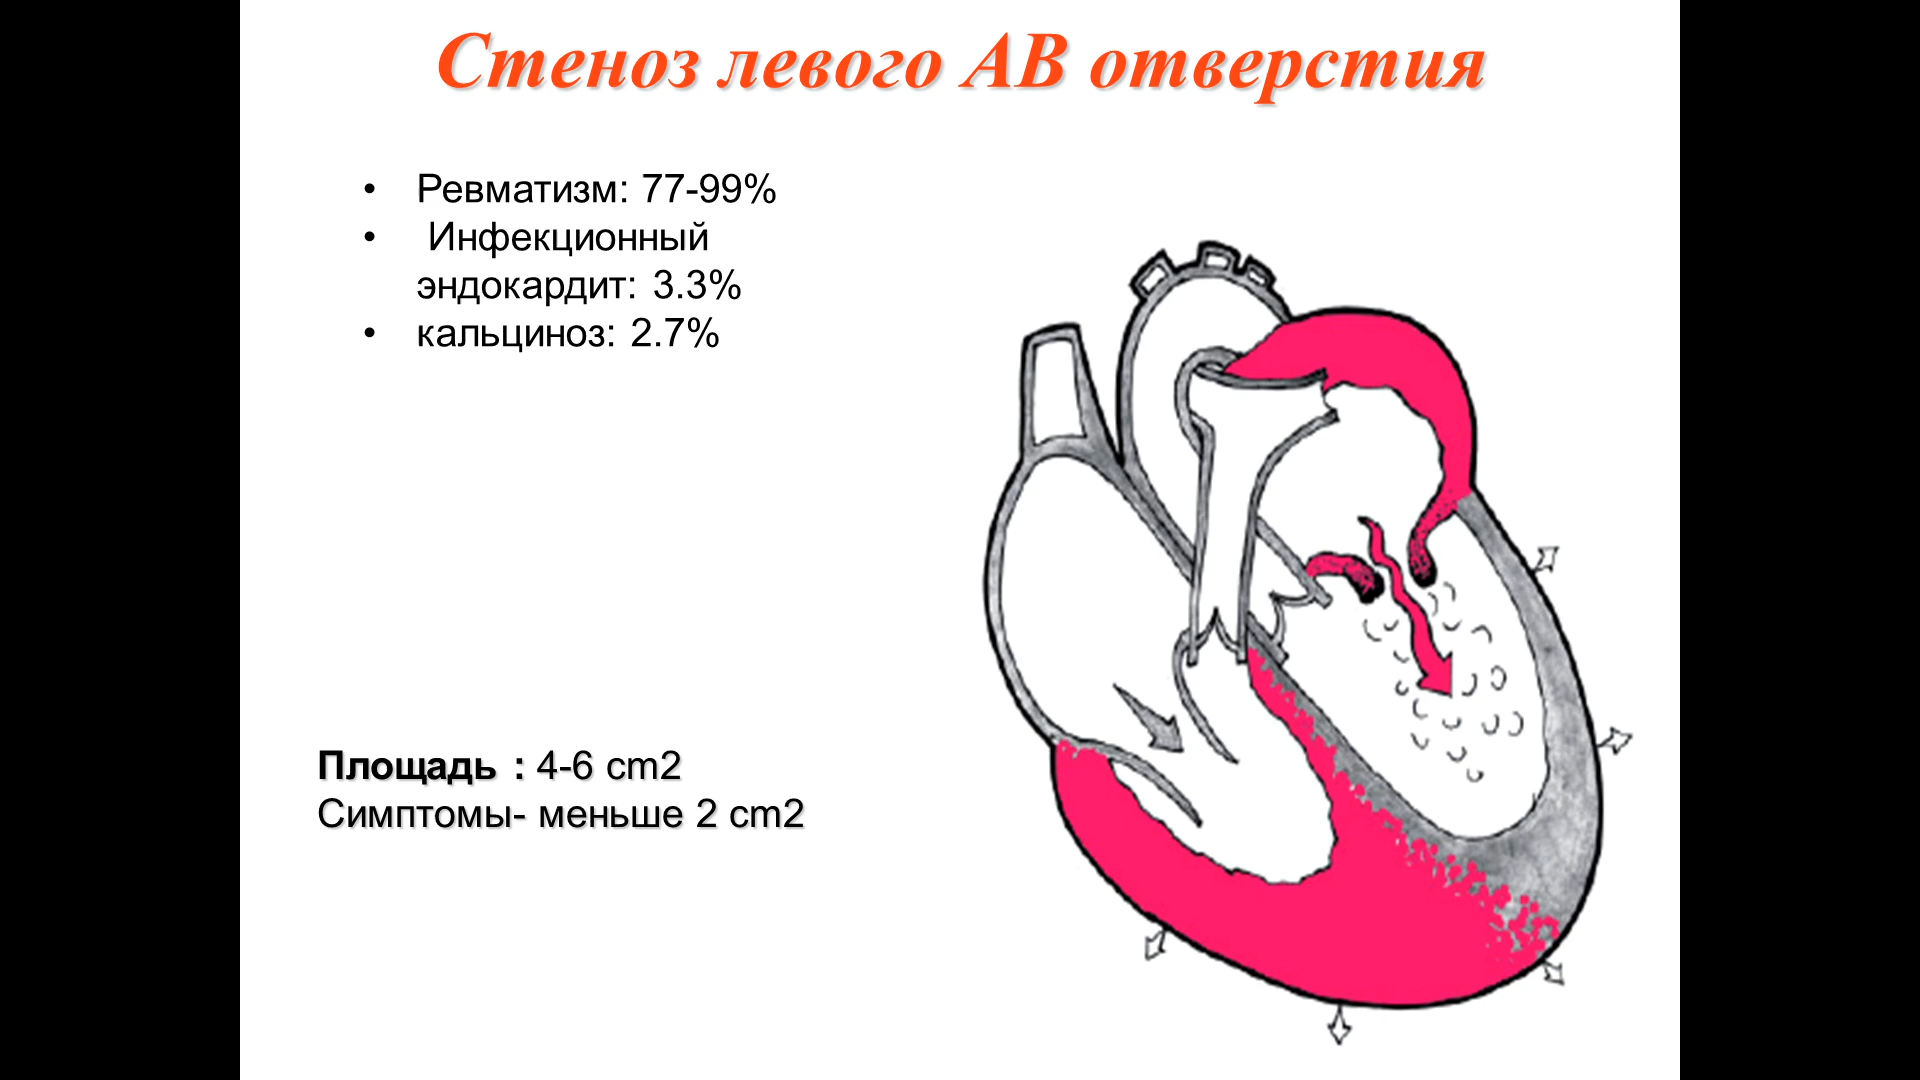 Стеноз левого АВ отверстия
• Ревматизм: 77-99%
• Инфекционный
эндокардит: 3.3%
• кальциноз: 2.7%
Площадь : 4-6 cm2
Симптомы- меньше 2 cm2